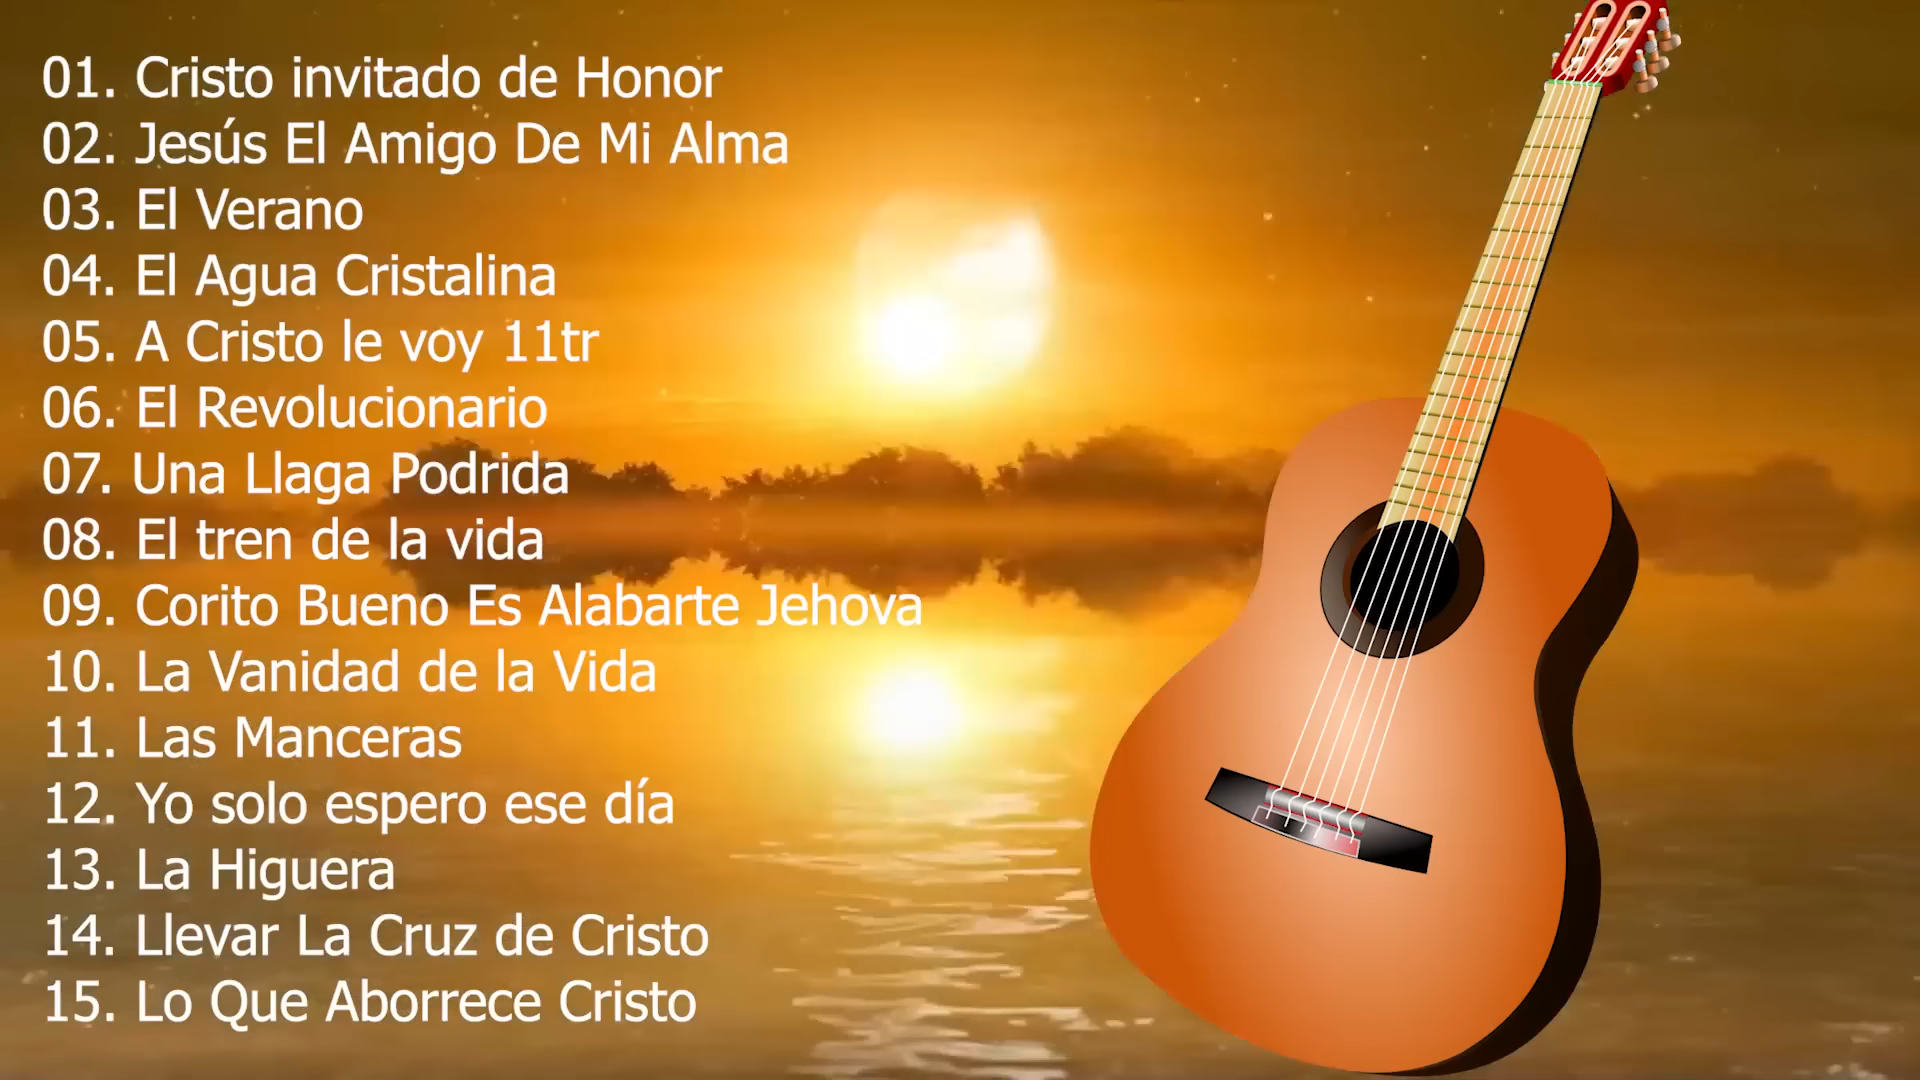 01. Cristo invitado de Honor
02. Jesús El Amigo De Mi Alma
03. El Verano
04. El Agua Cristalina
05. A Cristo le voy 11tr
06. El Revolucionario
07. Una Llaga Podrida
08. El tren de la vida
09. Corito Bueno Es Alabarte Jehova
10. La Vanidad de la Vida
11. Las Manceras
12. Yo solo espero ese día
13. La Higuera
14. Llevar La Cruz de Cristo
15. Lo Que Aborrece Cristo